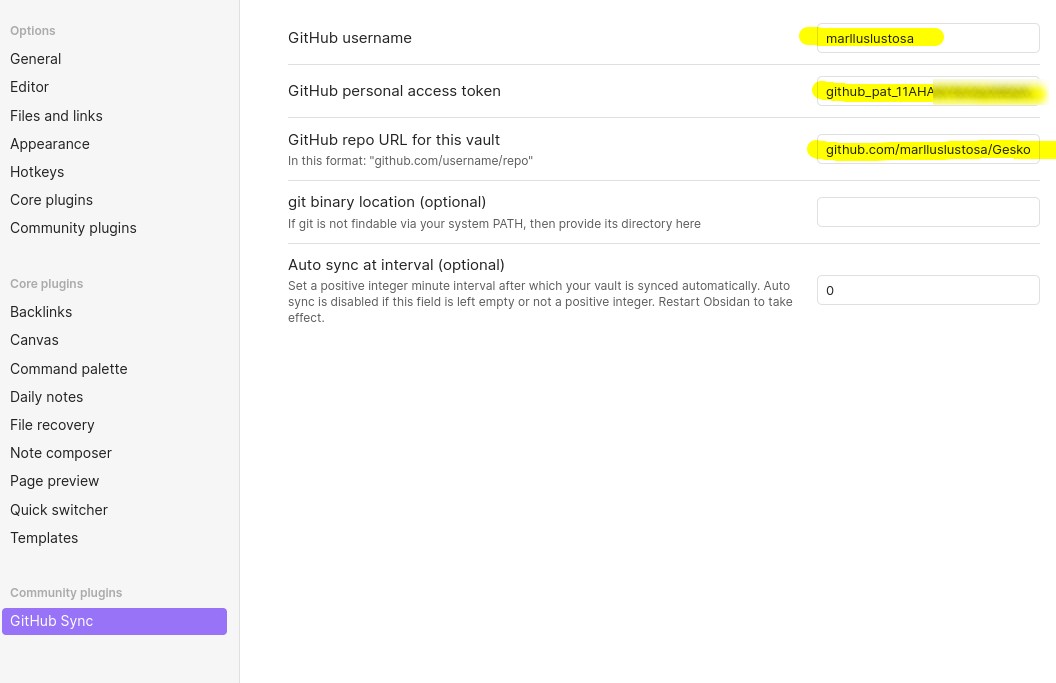 Options
General
Editor
Files and links
Appearance
Hotkeys
Core plugins
Community plugins
Core plugins
Backlinks
Canvas
Command palette
Daily notes
File recovery
Note composer
Page preview
Quick switcher
Templates
Community plugins
GitHub Sync
GitHub username
marlluslustosa
GitHub personal access token
github_pat_11AHA
GitHub repo URL for this vault
In this format: "github.com/username/repo"
github.com/marlluslustosa/Gesko
git binary location (optional)
If git is not findable via your system PATH, then provide its directory here
Auto sync at interval (optional)
Set a positive integer minute interval after which your vault is synced automatically. Auto
sync is disabled if this field is left empty or not a positive integer. Restart Obsidan to take
effect.
0